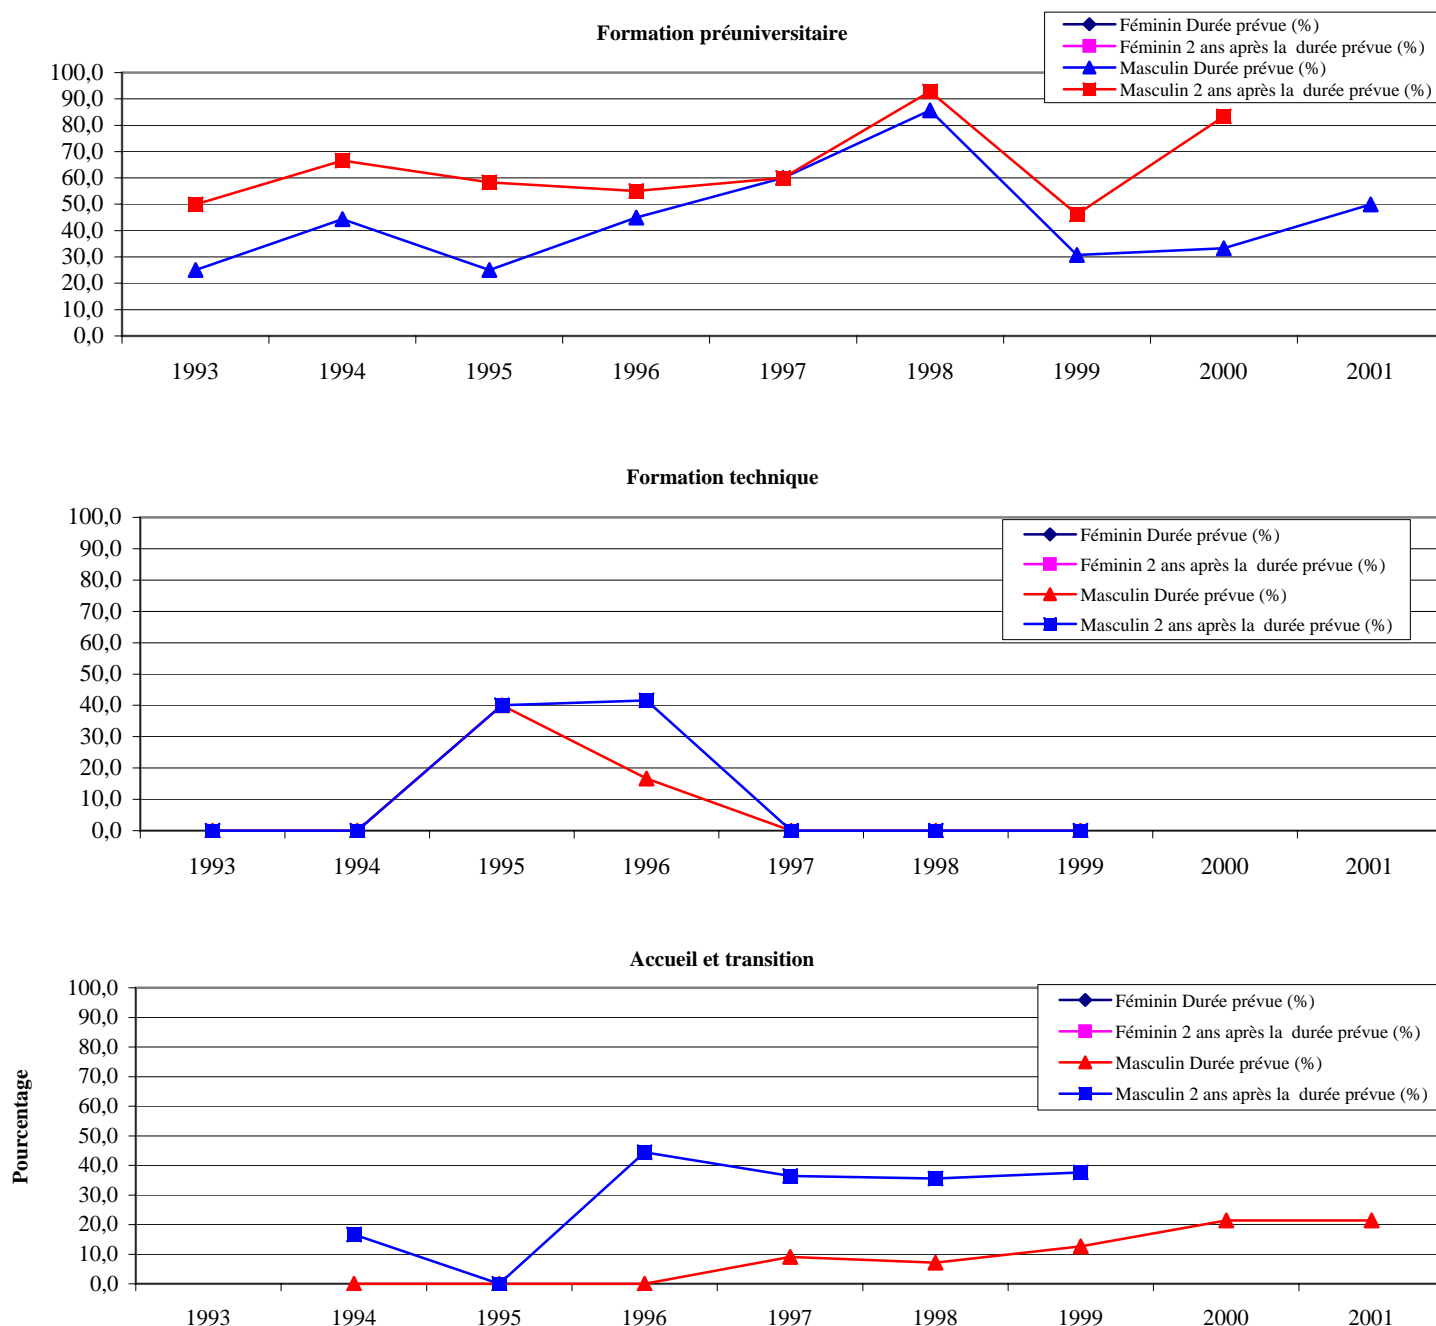 Formation préuniversitaire
Féminin Durée prévue (%)
Féminin 2 ans après la durée prévue (%)
Masculin Durée prévue (%)
Masculin 2 ans après la durée prévue (%)
100,0
90,0
80,0
70,0
60,0
50,0
40,0
30,0
20,0
10,0
0,0
1993 1994 1995 1996 1997 1998 1999 2000 2001
Formation technique
Féminin Durée prévue (%)
Féminin 2 ans après la durée prévue (%)
Masculin Durée prévue (%)
Masculin 2 ans après la durée prévue (%)
100,0
90,0
80,0
70,0
60,0
50,0
40,0
30,0
20,0
10,0
0,0
1993 1994 1995 1996 1997 1998 1999 2000 2001
Accueil et transition
Féminin Durée prévue (%)
Féminin 2 ans après la durée prévue (%)
Masculin Durée prévue (%)
Masculin 2 ans après la durée prévue (%)
Pourcentage
100,0
90,0
80,0
70,0
60,0
50,0
40,0
30,0
20,0
10,0
0,0
1993 1994 1995 1996 1997 1998 1999 2000 2001